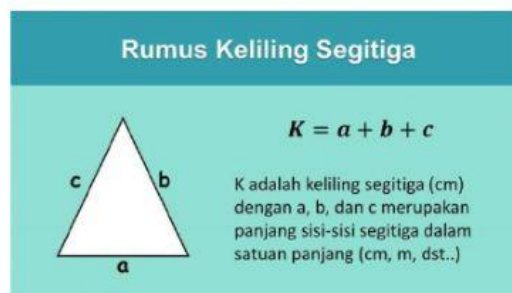 Rumus Keliling Segitiga
K = a + b + c
c
b
a
K adalah keliling segitiga (cm)
dengan a, b, dan c merupakan
panjang sisi-sisi segitiga dalam
satuan panjang (cm, m, dst..)